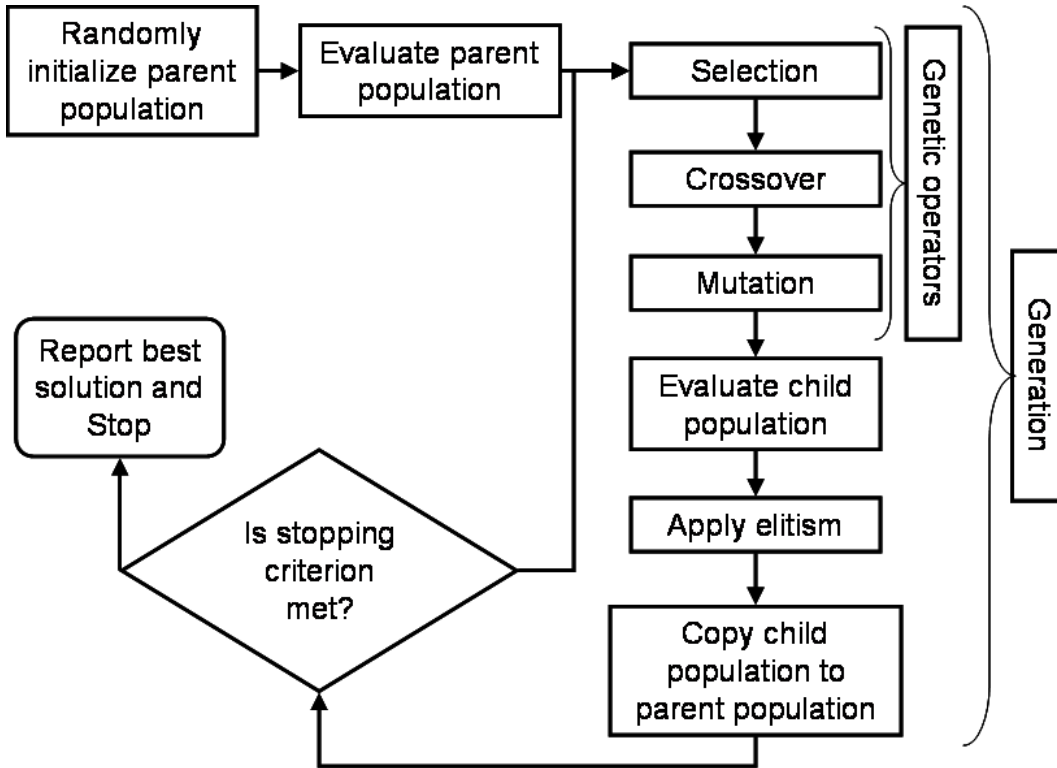 Randomly
initialize parent
population
Evaluate parent
population
Selection
Crossover
Mutation
Genetic operators
Generation
Evaluate child
population
Apply elitism
Copy child
population to
parent population
Is stopping
criterion
met?
Report best
solution and
Stop